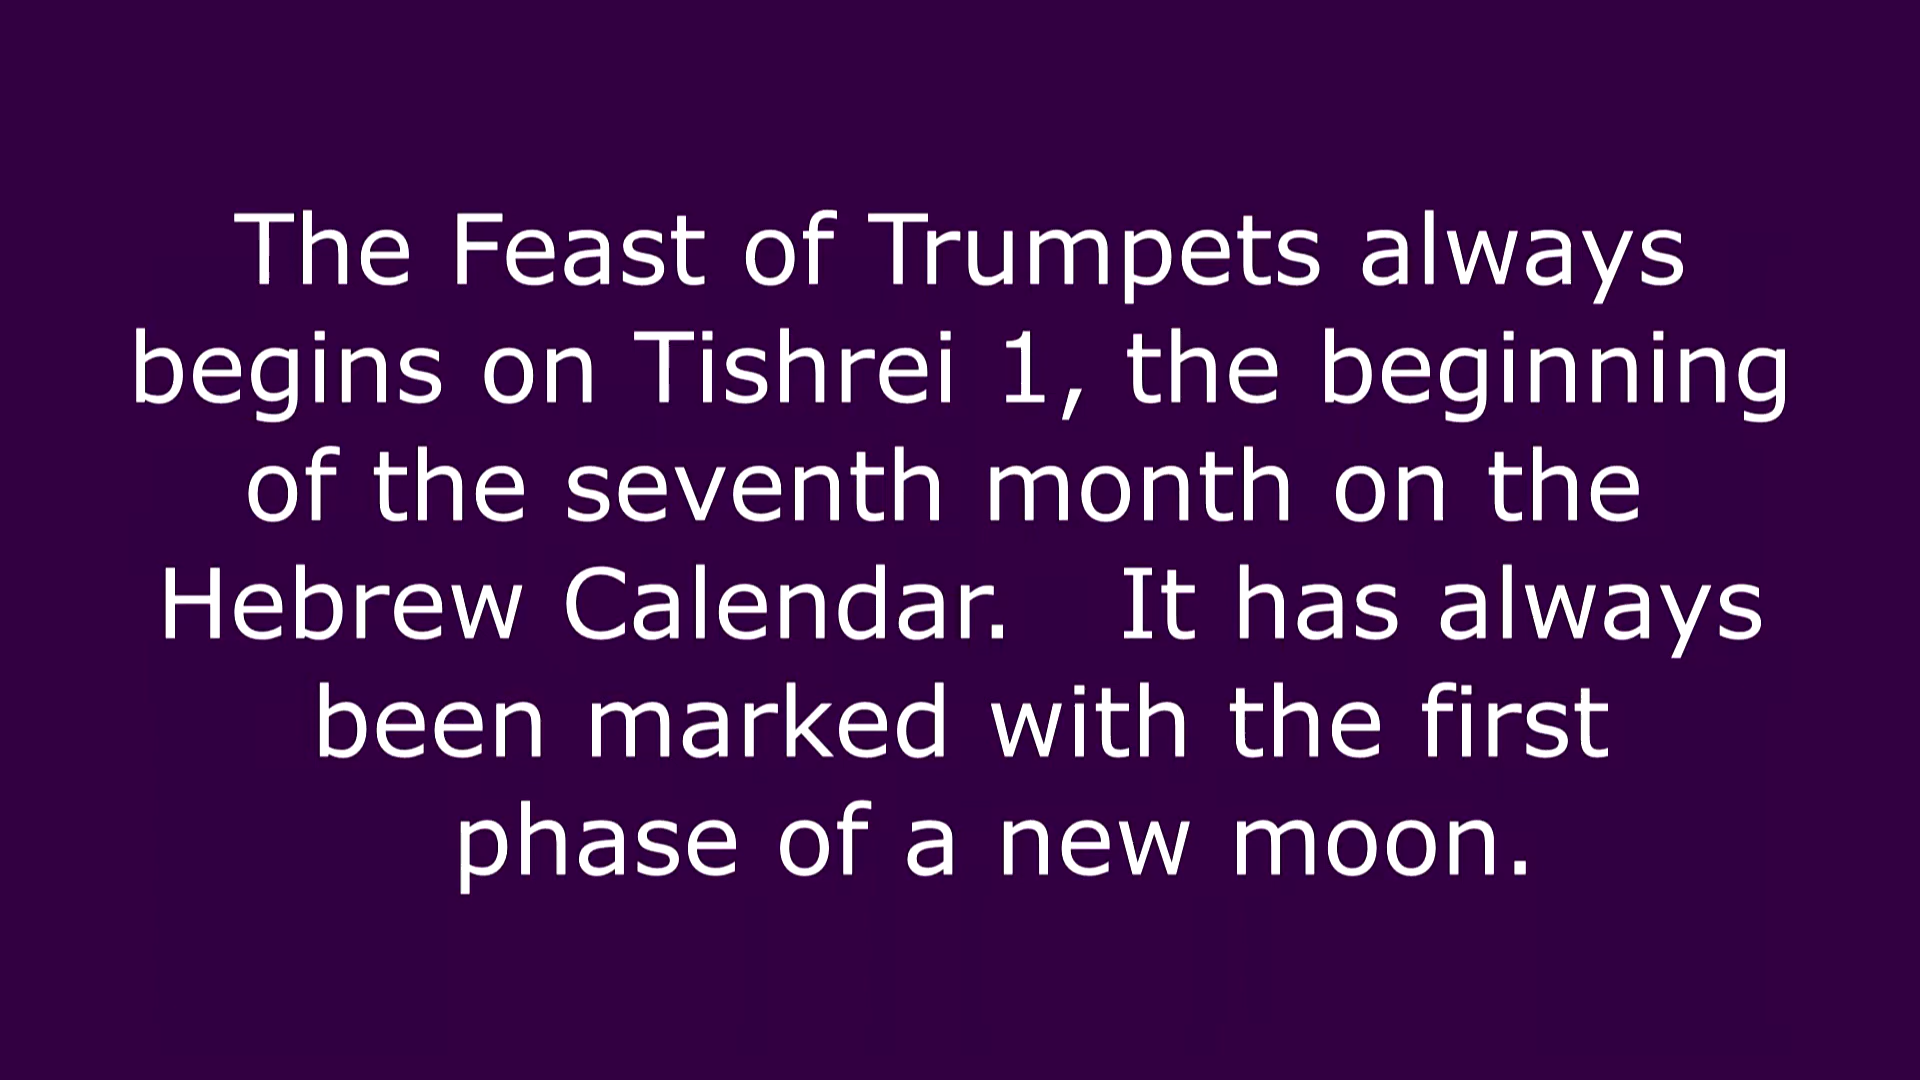 The Feast of Trumpets always
begins on Tishrei 1, the beginning
of the seventh month on the
Hebrew Calendar.   It has always
been marked with the first
phase of a new moon.